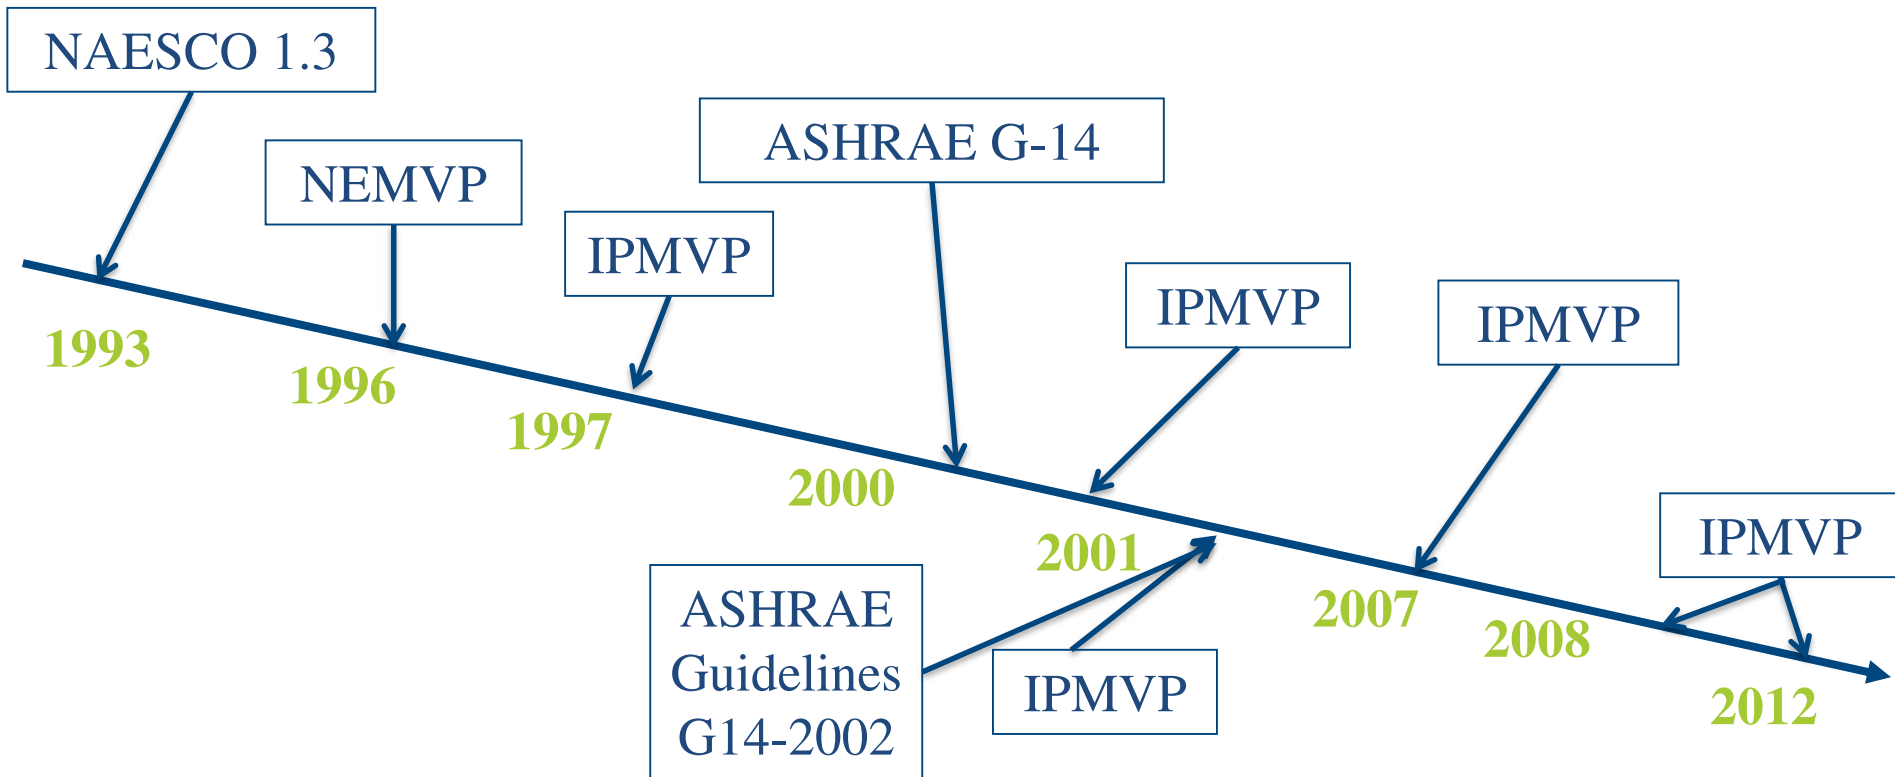 NAESCO 1.3
NEMVP
IPMVP
ASHRAE G-14
IPMVP
IPMVP
IPMVP
1993
1996
1997
2000
2001
2007
2008
2012
ASHRAE
Guidelines
G14-2002
IPMVP